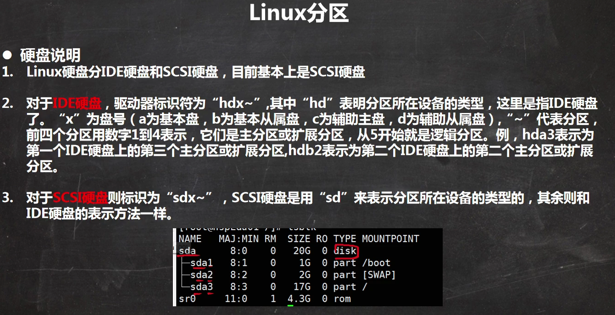 Linux分区
● 硬盘说明
1. Linux硬盘分IDE硬盘和SCSI硬盘，目前基本上是SCSI硬盘
2. 对于IDE硬盘，驱动器标识符为“hdx~”,其中“hd”表明分区所在设备的类型，这里是指IDE硬盘
了。“x”为盘号（a为基本盘，b为基本从属盘，c为辅助主盘，d为辅助从属盘）,“~”代表分区，
前四个分区用数字1到4表示，它们是主分区或扩展分区，从5开始就是逻辑分区。例，hda3表示为
第一个IDE硬盘上的第三个主分区或扩展分区,hdb2表示为第二个IDE硬盘上的第二个主分区或扩展
分区。
3. 对于SCSI硬盘则标识为“sdx~”，SCSI硬盘是用“sd”来表示分区所在设备的类型的，其余则和
IDE硬盘的表示方法一样。
NAME MAJ:MIN RM SIZE RO TYPE MOUNTPOINT
sda 8:0 0 20G 0 disk
├─sda1 8:1 0 1G 0 part /boot
├─sda2 8:2 0 2G 0 part [SWAP]
└─sda3 8:3 0 17G 0 part /
sr0 11:0 1 4.3G 0 rom